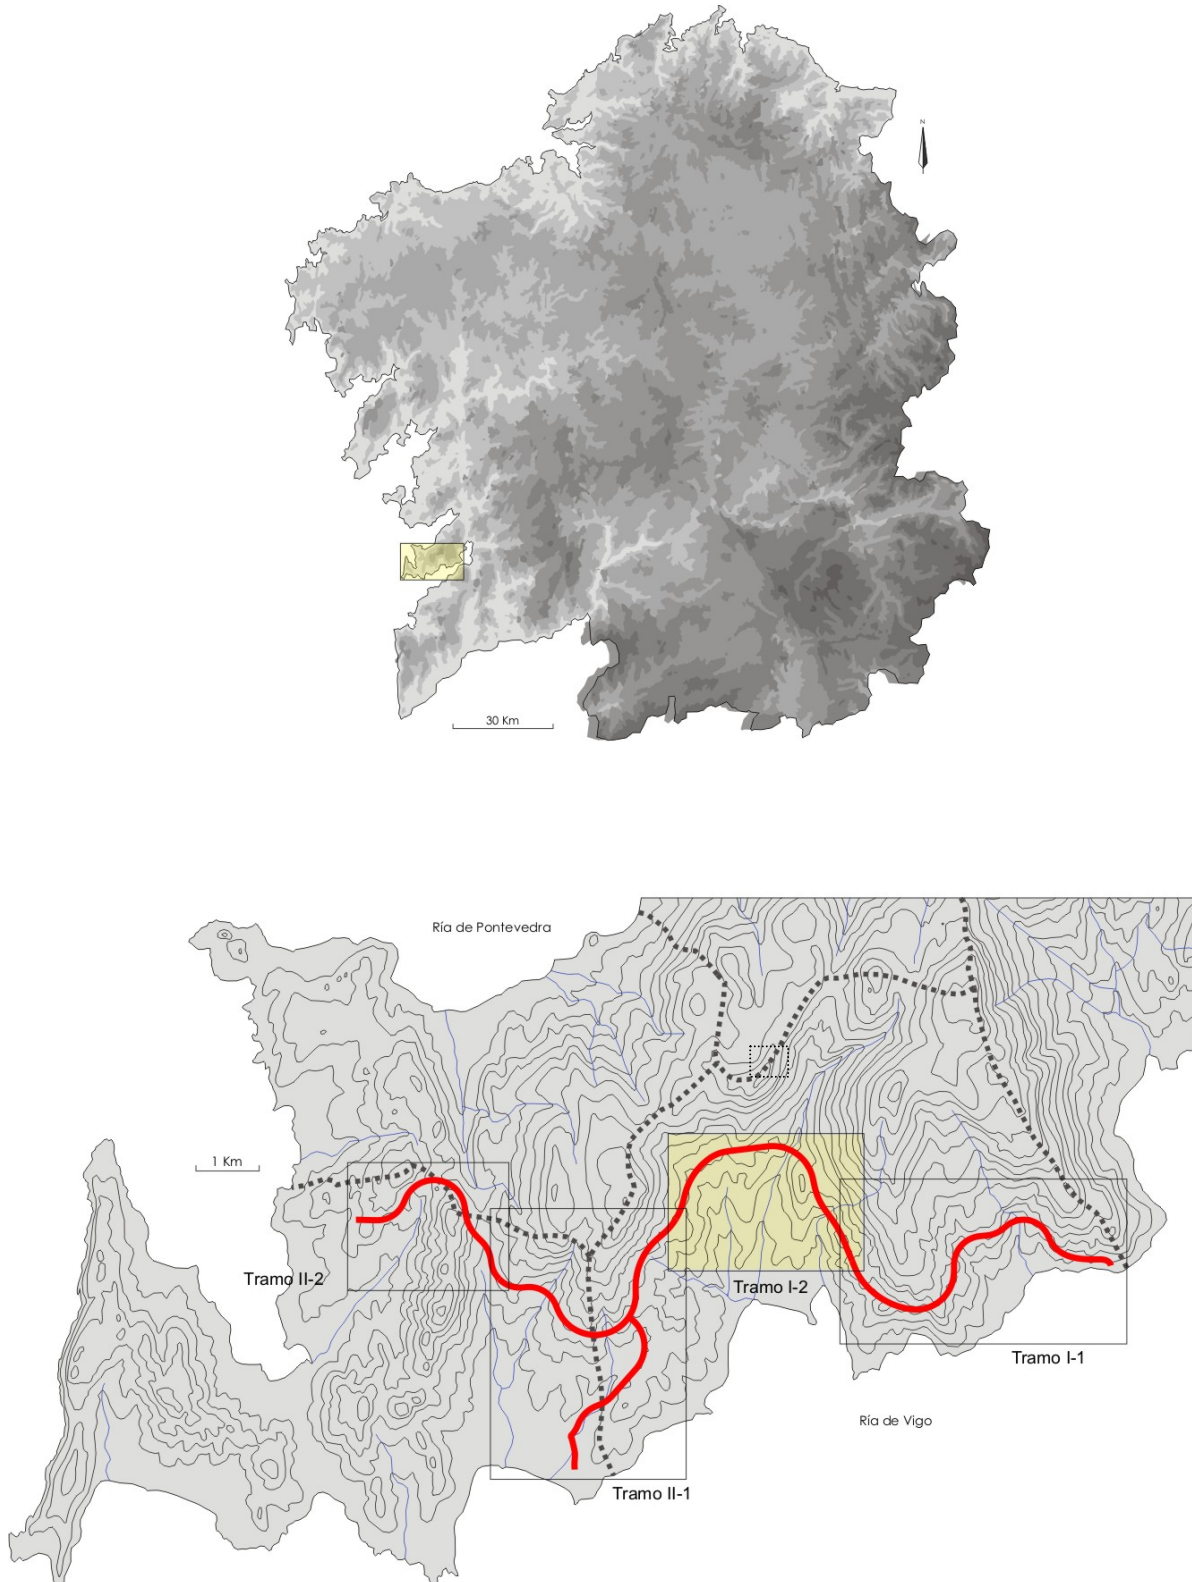 N
30 Km
Ría de Pontevedra
1 Km
Tramo II-2
Tramo I-2
Tramo I-1
Ría de Vigo
Tramo II-1